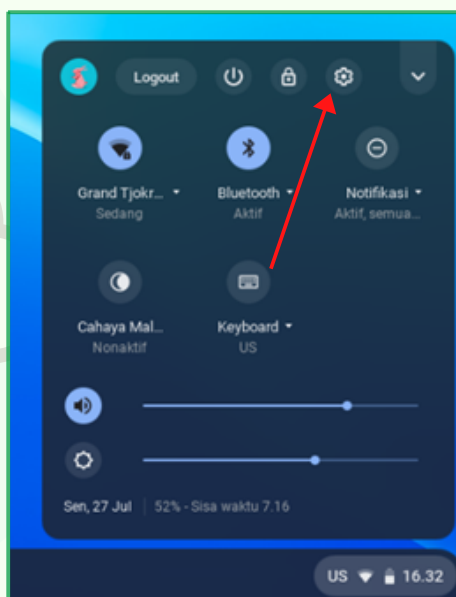 Logout
Grand Tjokr... Bluetooth Notifikasi
Sedang Aktif Aktif, semua...
Cahaya Mal... Keyboard
Nonaktif US
Sen, 27 Jul 52% - Sisa waktu 7.16
US 16.32